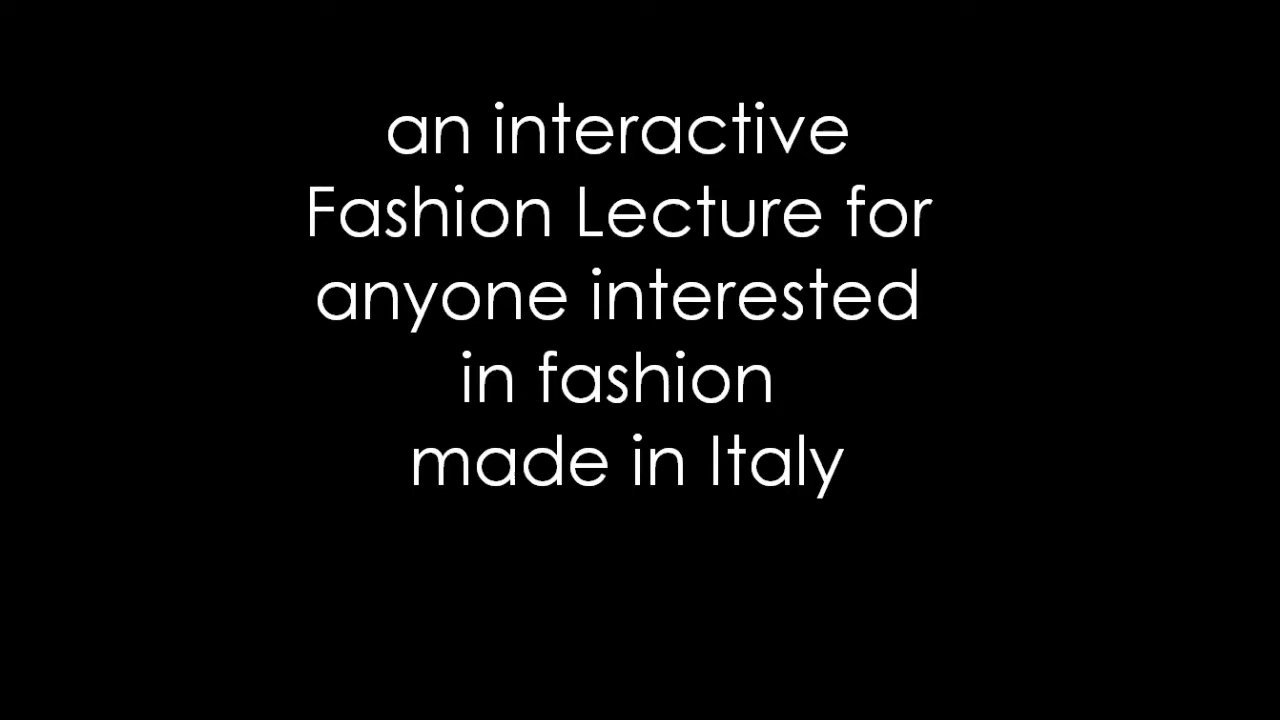 an interactive
Fashion Lecture for
anyone interested
in fashion
made in Italy